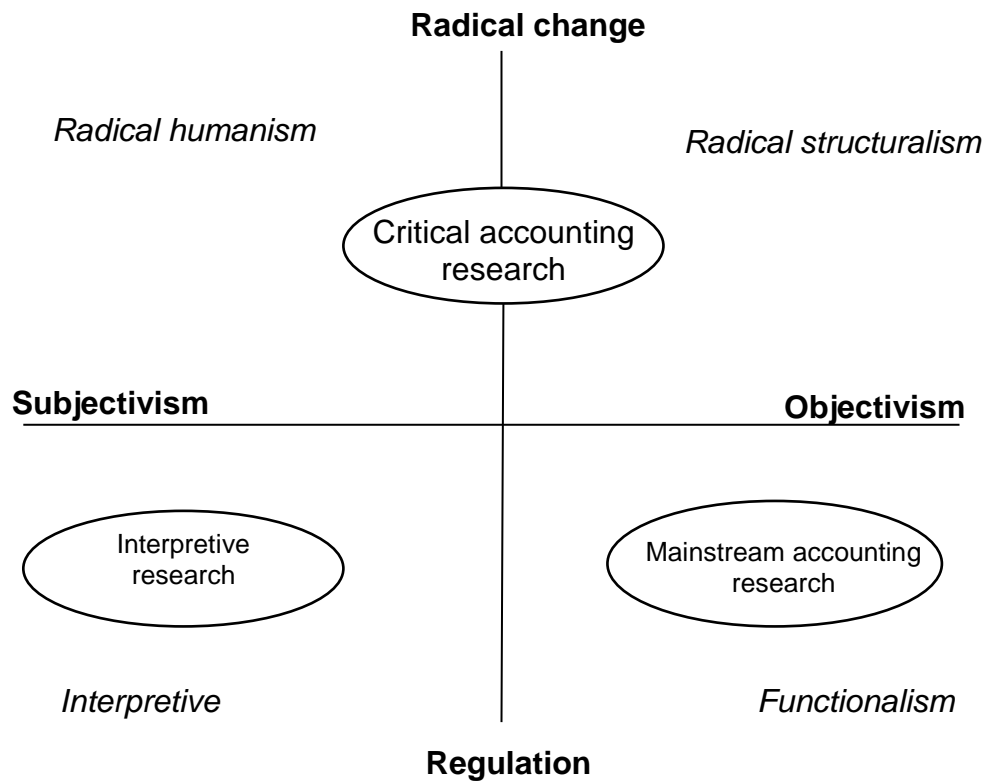 Radical change
Radical humanism
Radical structuralism
Critical accounting
research
Subjectivism
Objectivism
Interpretive
research
Mainstream accounting
research
Interpretive
Functionalism
Regulation